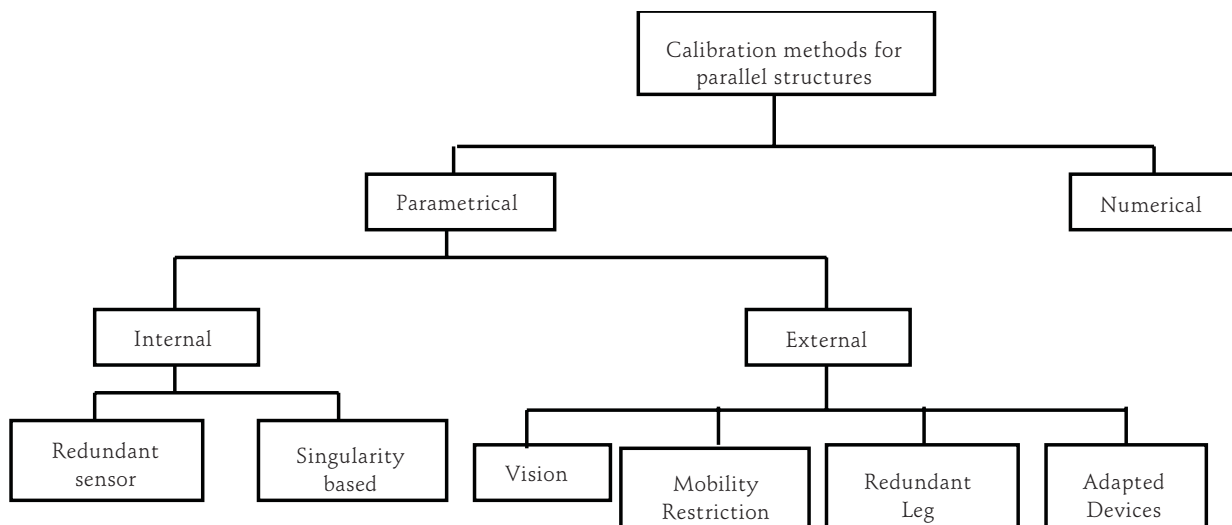 Calibration methods for
parallel structures
Parametrical
Numerical
Internal
External
Redundant
sensor
Singularity
based
Vision
Mobility
Restriction
Redundant
Leg
Adapted
Devices